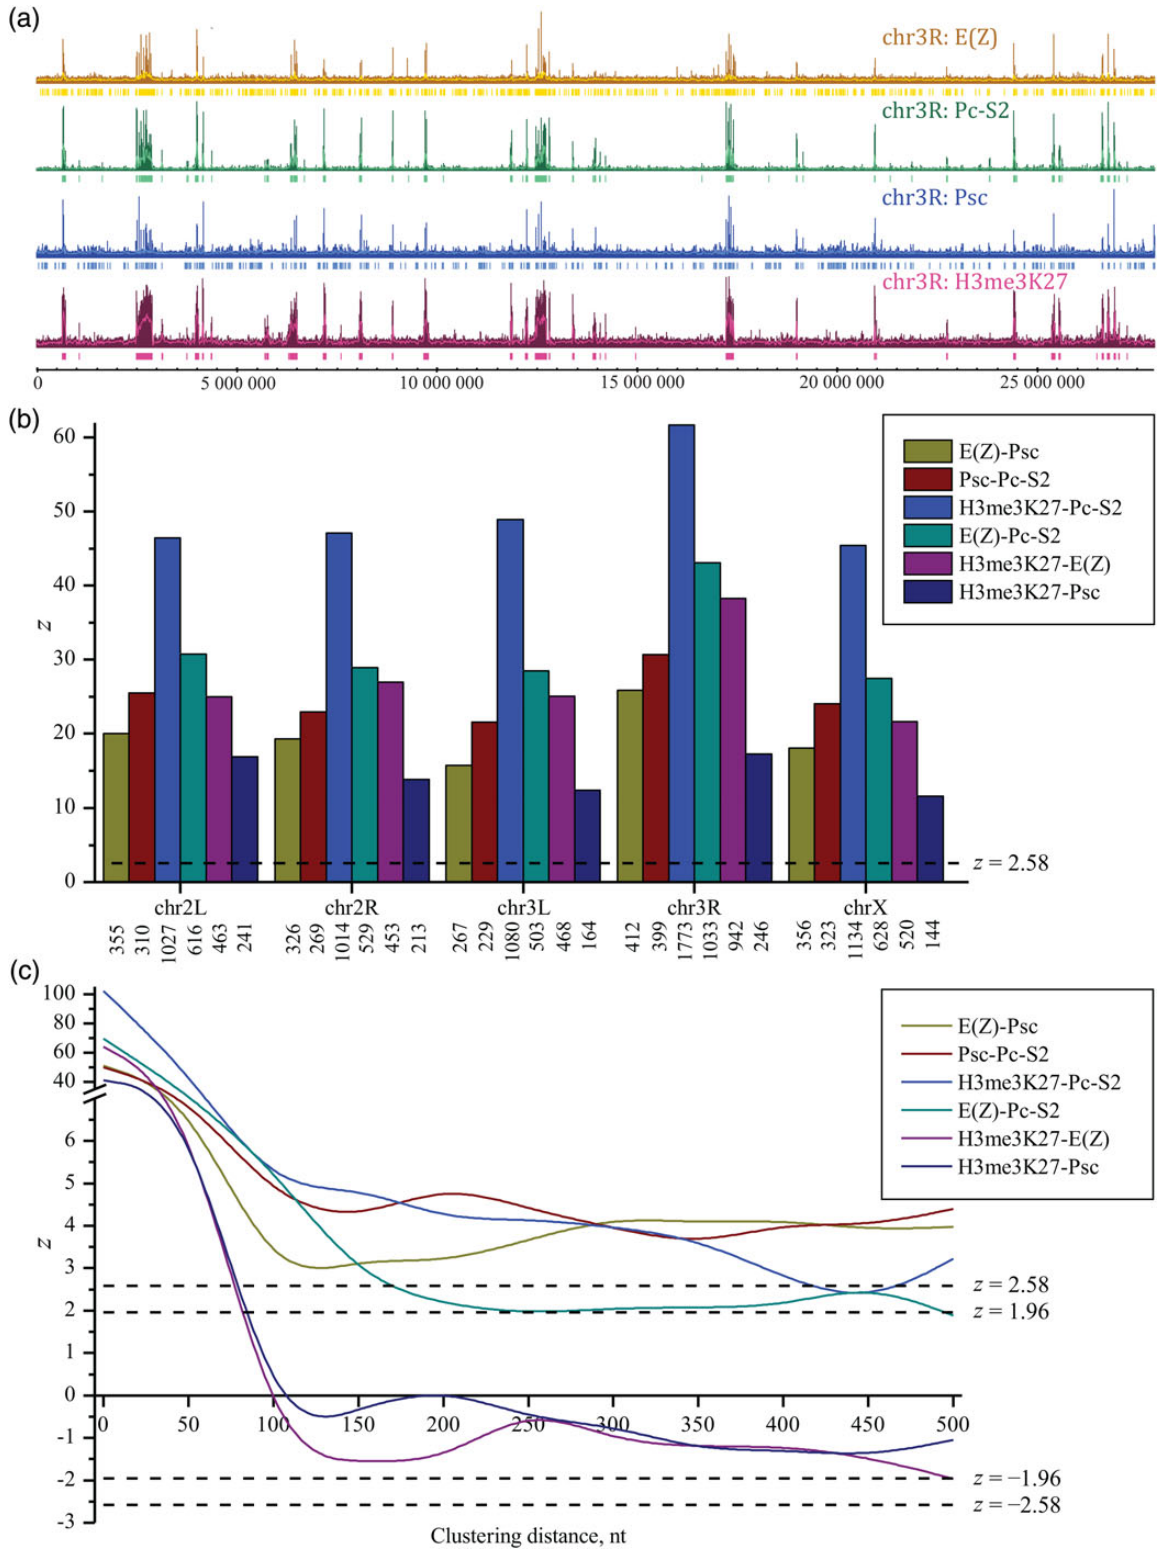 (a)
chr3R: E(Z)
chr3R: Pc-S2
chr3R: Psc
chr3R: H3me3K27
0 5 000 000 10 000 000 15 000 000 20 000 000 25 000 000
(b)
60
50
40
30
20
10
0
z
E(Z)-Psc
Psc-Pc-S2
H3me3K27-Pc-S2
E(Z)-Pc-S2
H3me3K27-E(Z)
H3me3K27-Psc
z = 2.58
chr2L chr2R chr3L chr3R chrX
355 310 1027 616 463 241 326 269 1014 529 453 213 267 229 1080 503 468 164 412 399 1773 1033 942 246 356 323 1134 628 520 144
(c)
100
80
60
40
6
5
4
3
2
1
0
-1
-2
-3
z
E(Z)-Psc
Psc-Pc-S2
H3me3K27-Pc-S2
E(Z)-Pc-S2
H3me3K27-E(Z)
H3me3K27-Psc
z = 2.58
z = 1.96
0 50 100 150 200 250 300 350 400 450 500
z = −1.96
z = −2.58
Clustering distance, nt